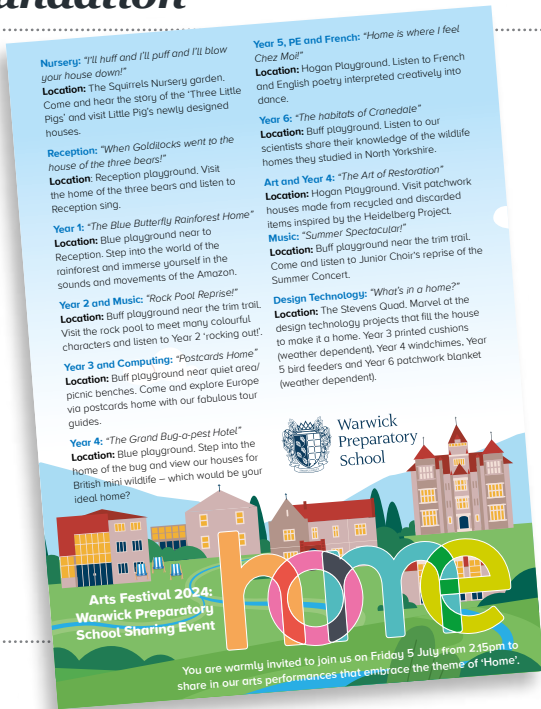 Nursery: "I'll huff and I'll puff and I'll blow
your house down!"
Location: The Squirrels Nursery garden.
Come and hear the story of the 'Three Little
Pigs' and visit Little Pig's newly designed
houses.
Reception: "When Goldilocks went to the
house of the three bears!"
Location: Reception playground. Visit
the home of the three bears and listen to
Reception sing.
Year 1: "The Blue Butterfly Rainforest Home"
Location: Blue playground near to
Reception. Step into the world of the
rainforest and immerse yourself in the
sounds and movements of the Amazon.
Year 2 and Music: "Rock Pool Reprise!"
Location: Buff playground near the trim trail.
Visit the rock pool to meet many colourful
characters and listen to Year 2 'rocking out!'.
Year 3 and Computing: "Postcards Home"
Location: Buff playground near quiet area/
picnic benches. Come and explore Europe
via postcards home with our fabulous tour
guides.
Year 4: "The Grand Bug-a-pest Hotel"
Location: Blue playground. Step into the
home of the bug and view our houses for
British mini wildlife – which would be your
ideal home?
Year 5, PE and French: "Home is where I feel
Chez Moi!"
Location: Hogan Playground. Listen to French
and English poetry interpreted creatively into
dance.
Year 6: "The habitats of Cranedale"
Location: Buff playground. Listen to our
scientists share their knowledge of the wildlife
homes they studied in North Yorkshire.
Art and Year 4: "The Art of Restoration"
Location: Hogan Playground. Visit patchwork
houses made from recycled and discarded
items inspired by the Heidelberg Project.
Music: "Summer Spectacular!"
Location: Buff playground near the trim trail.
Come and listen to Junior Choir's reprise of the
Summer Concert.
Design Technology: "What's in a home?"
Location: The Stevens Quad. Marvel at the
design technology projects that fill the house
to make it a home. Year 3 printed cushions
(weather dependent), Year 4 windchimes, Year
5 bird feeders and Year 6 patchwork blanket
(weather dependent).
Warwick
Preparatory
School
home
Arts Festival 2024:
Warwick Preparatory
School Sharing Event
You are warmly invited to join us on Friday 5 July from 2.15pm to
share in our arts performances that embrace the theme of 'Home'.